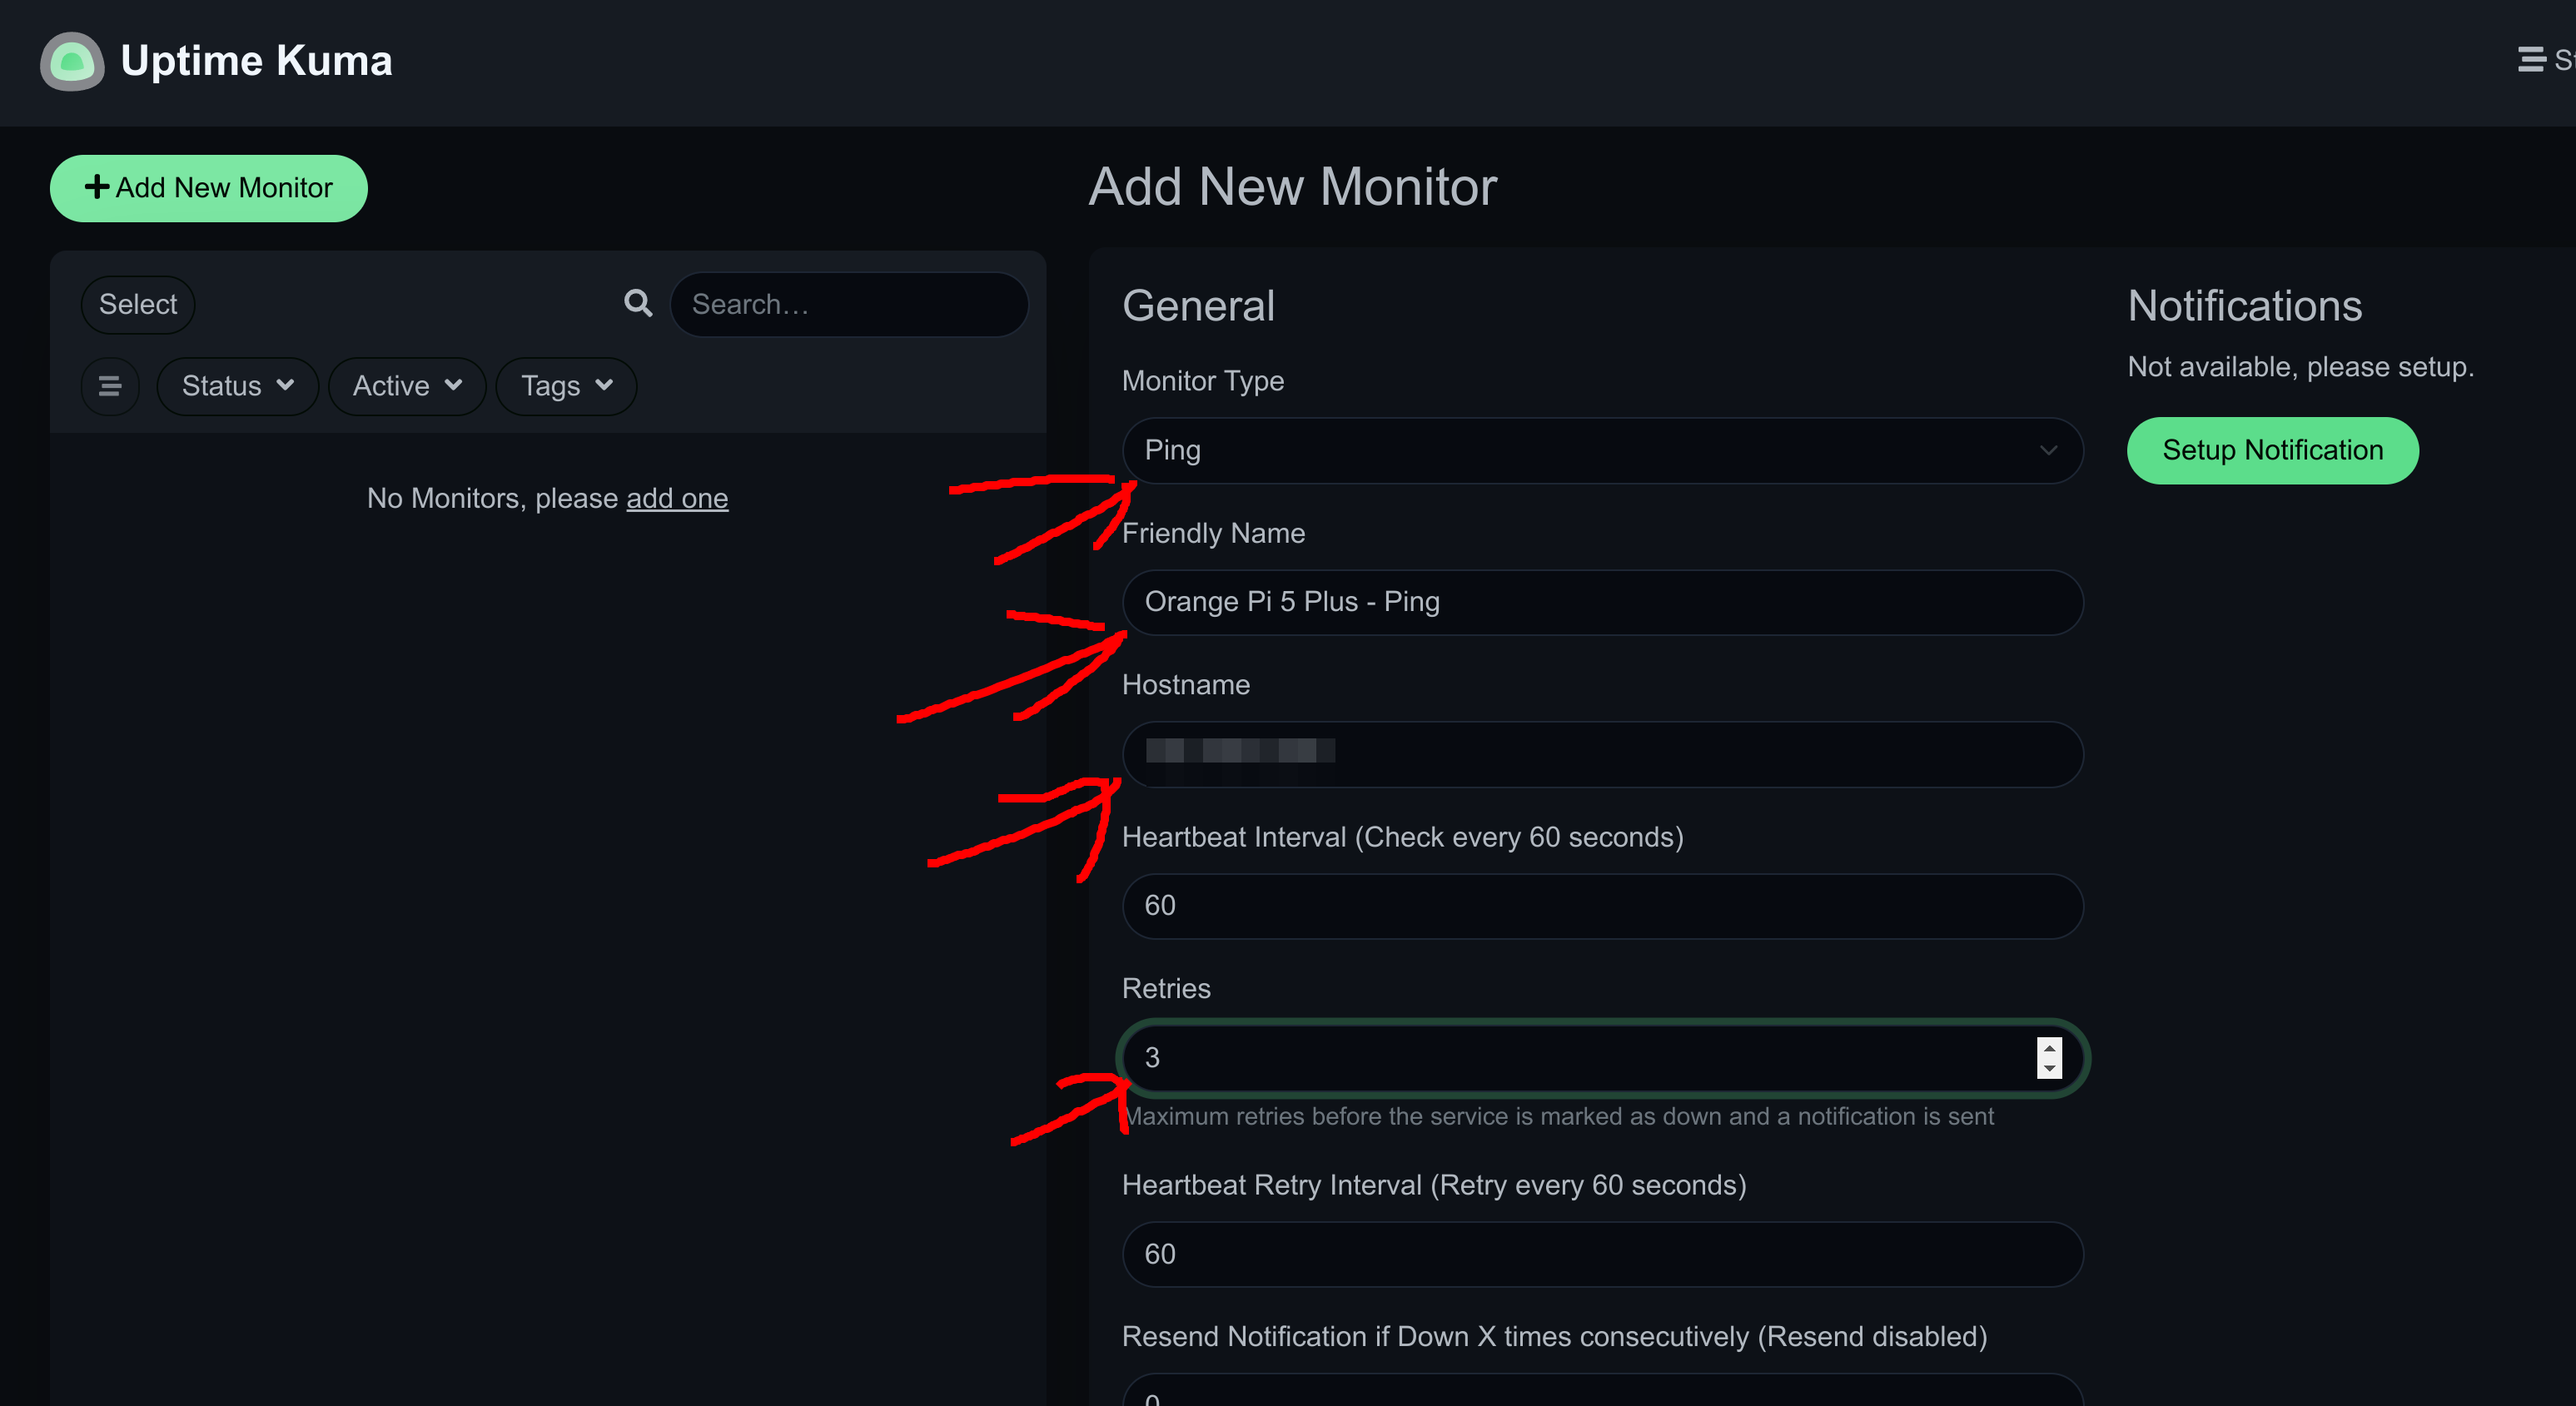 Uptime Kuma
Add New Monitor
Select
Search…
Status
Active
Tags
No Monitors, please add one
Add New Monitor
General
Monitor Type
Ping
Friendly Name
Orange Pi 5 Plus - Ping
Hostname
Heartbeat Interval (Check every 60 seconds)
60
Retries
3
Maximum retries before the service is marked as down and a notification is sent
Heartbeat Retry Interval (Retry every 60 seconds)
60
Resend Notification if Down X times consecutively (Resend disabled)
Notifications
Not available, please setup.
Setup Notification